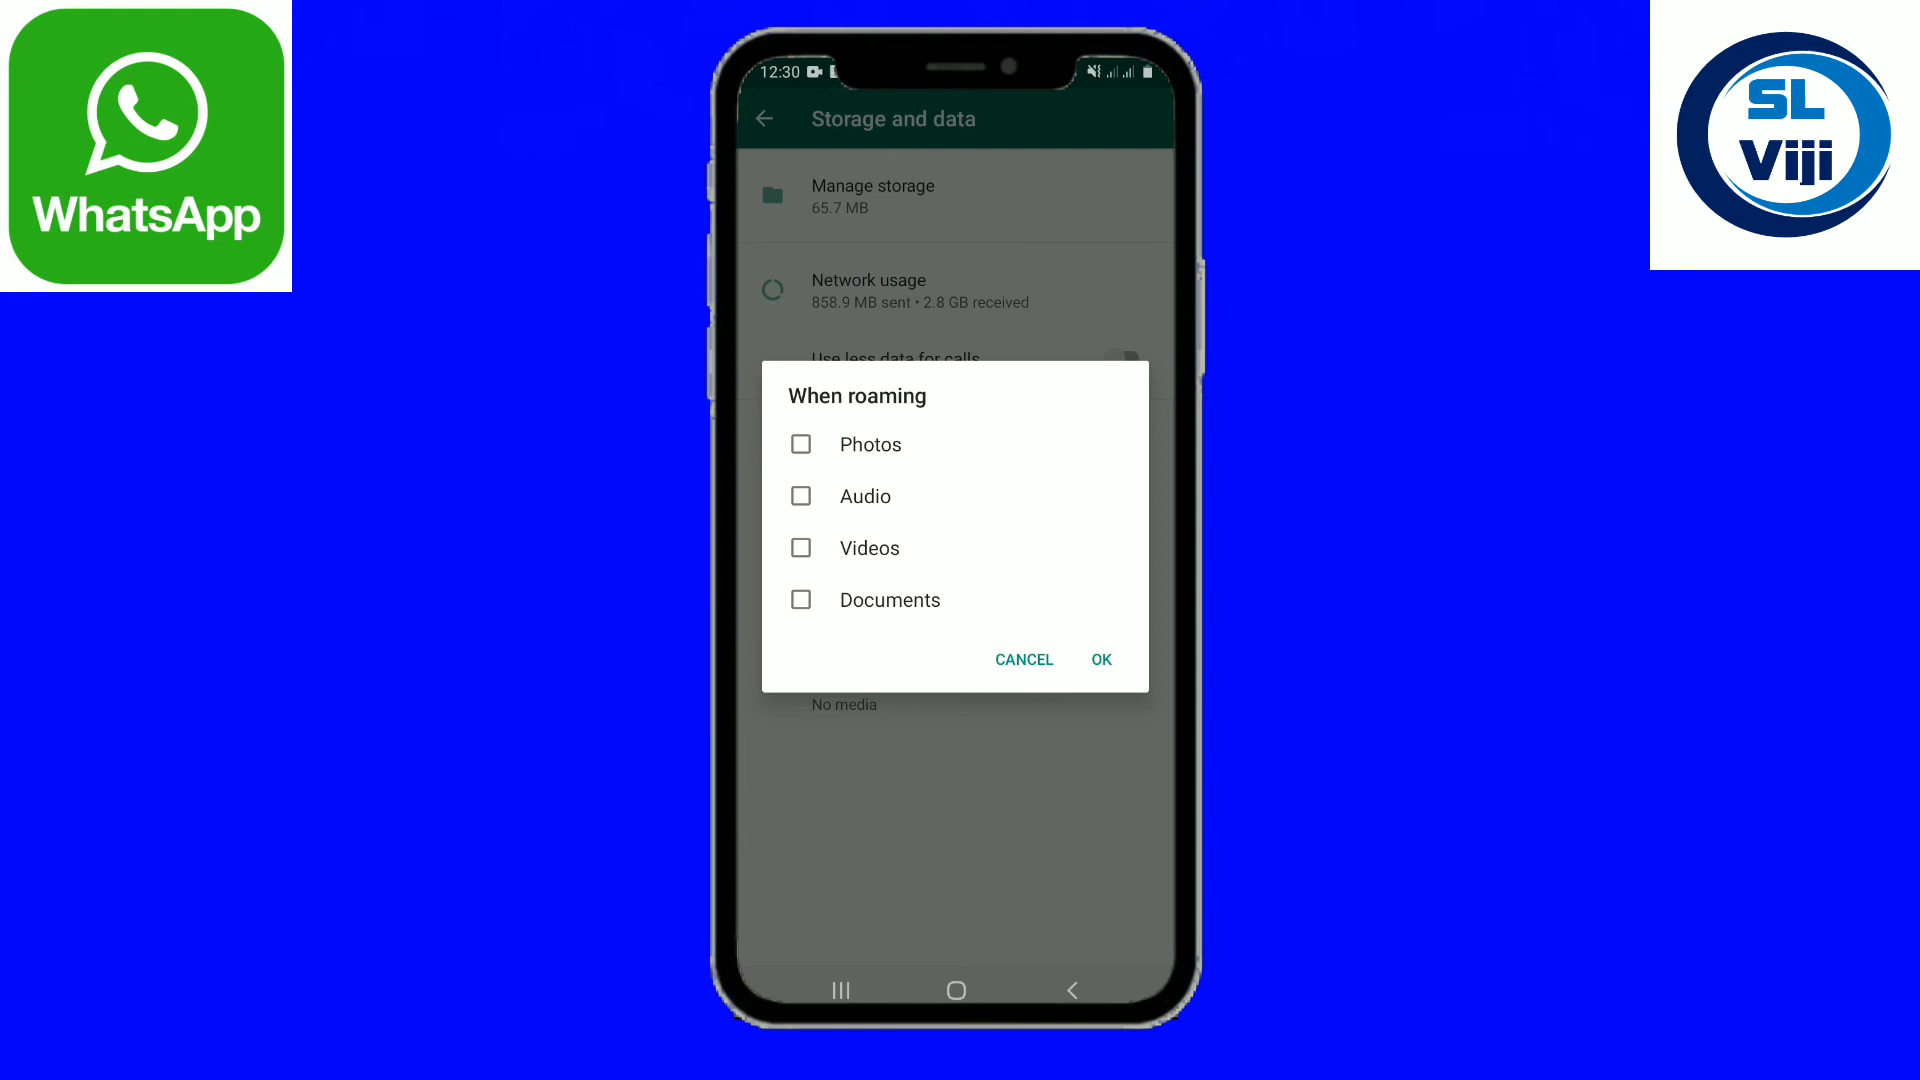 WhatsApp
SL
Viji
12:30
Storage and data
Manage storage
65.7 MB
Network usage
858.9 MB sent • 2.8 GB received
Use less data for calls
When roaming
Photos
Audio
Videos
Documents
CANCEL OK
No media